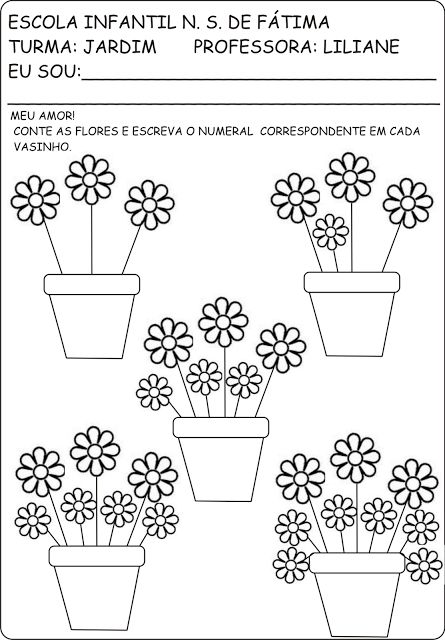 ESCOLA INFANTIL N. S. DE FÁTIMA
TURMA: JARDIM PROFESSORA: LILIANE
EU SOU:
MEU AMOR!
CONTE AS FLORES E ESCREVA O NUMERAL CORRESPONDENTE EM CADA
VASINHO.